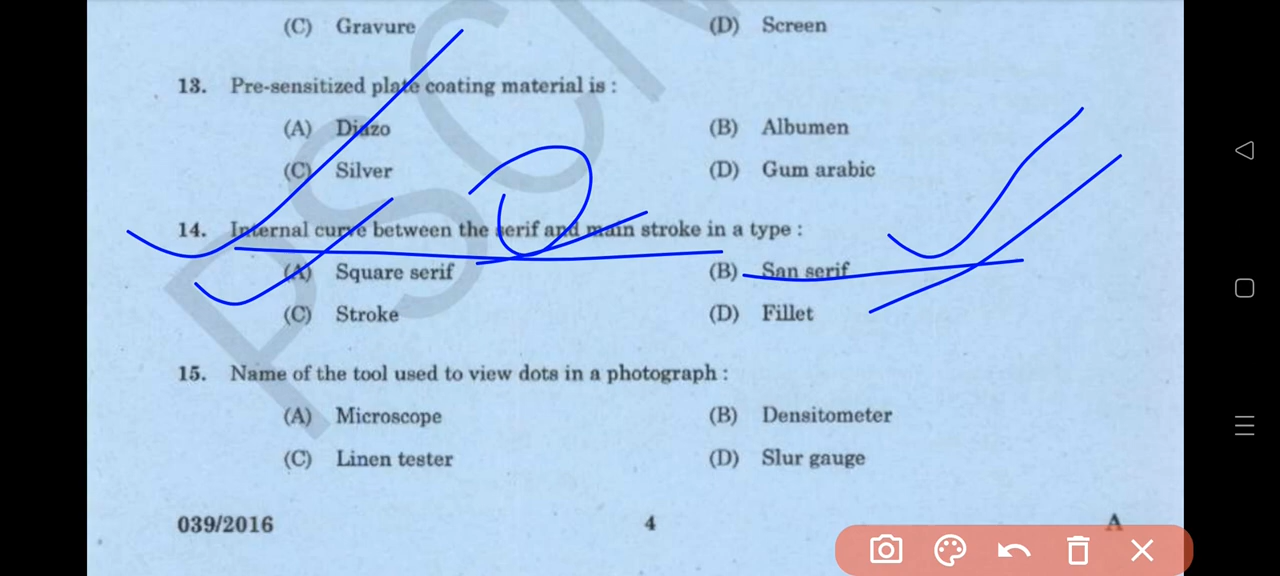 (C) Gravure (D) Screen
13. Pre-sensitized plate coating material is :
(A) Diazo (B) Albumen
(C) Silver (D) Gum arabic
14. Internal curve between the serif and main stroke in a type :
(A) Square serif (B) San serif
(C) Stroke (D) Fillet
15. Name of the tool used to view dots in a photograph :
(A) Microscope (B) Densitometer
(C) Linen tester (D) Slur gauge
039/2016 4 A